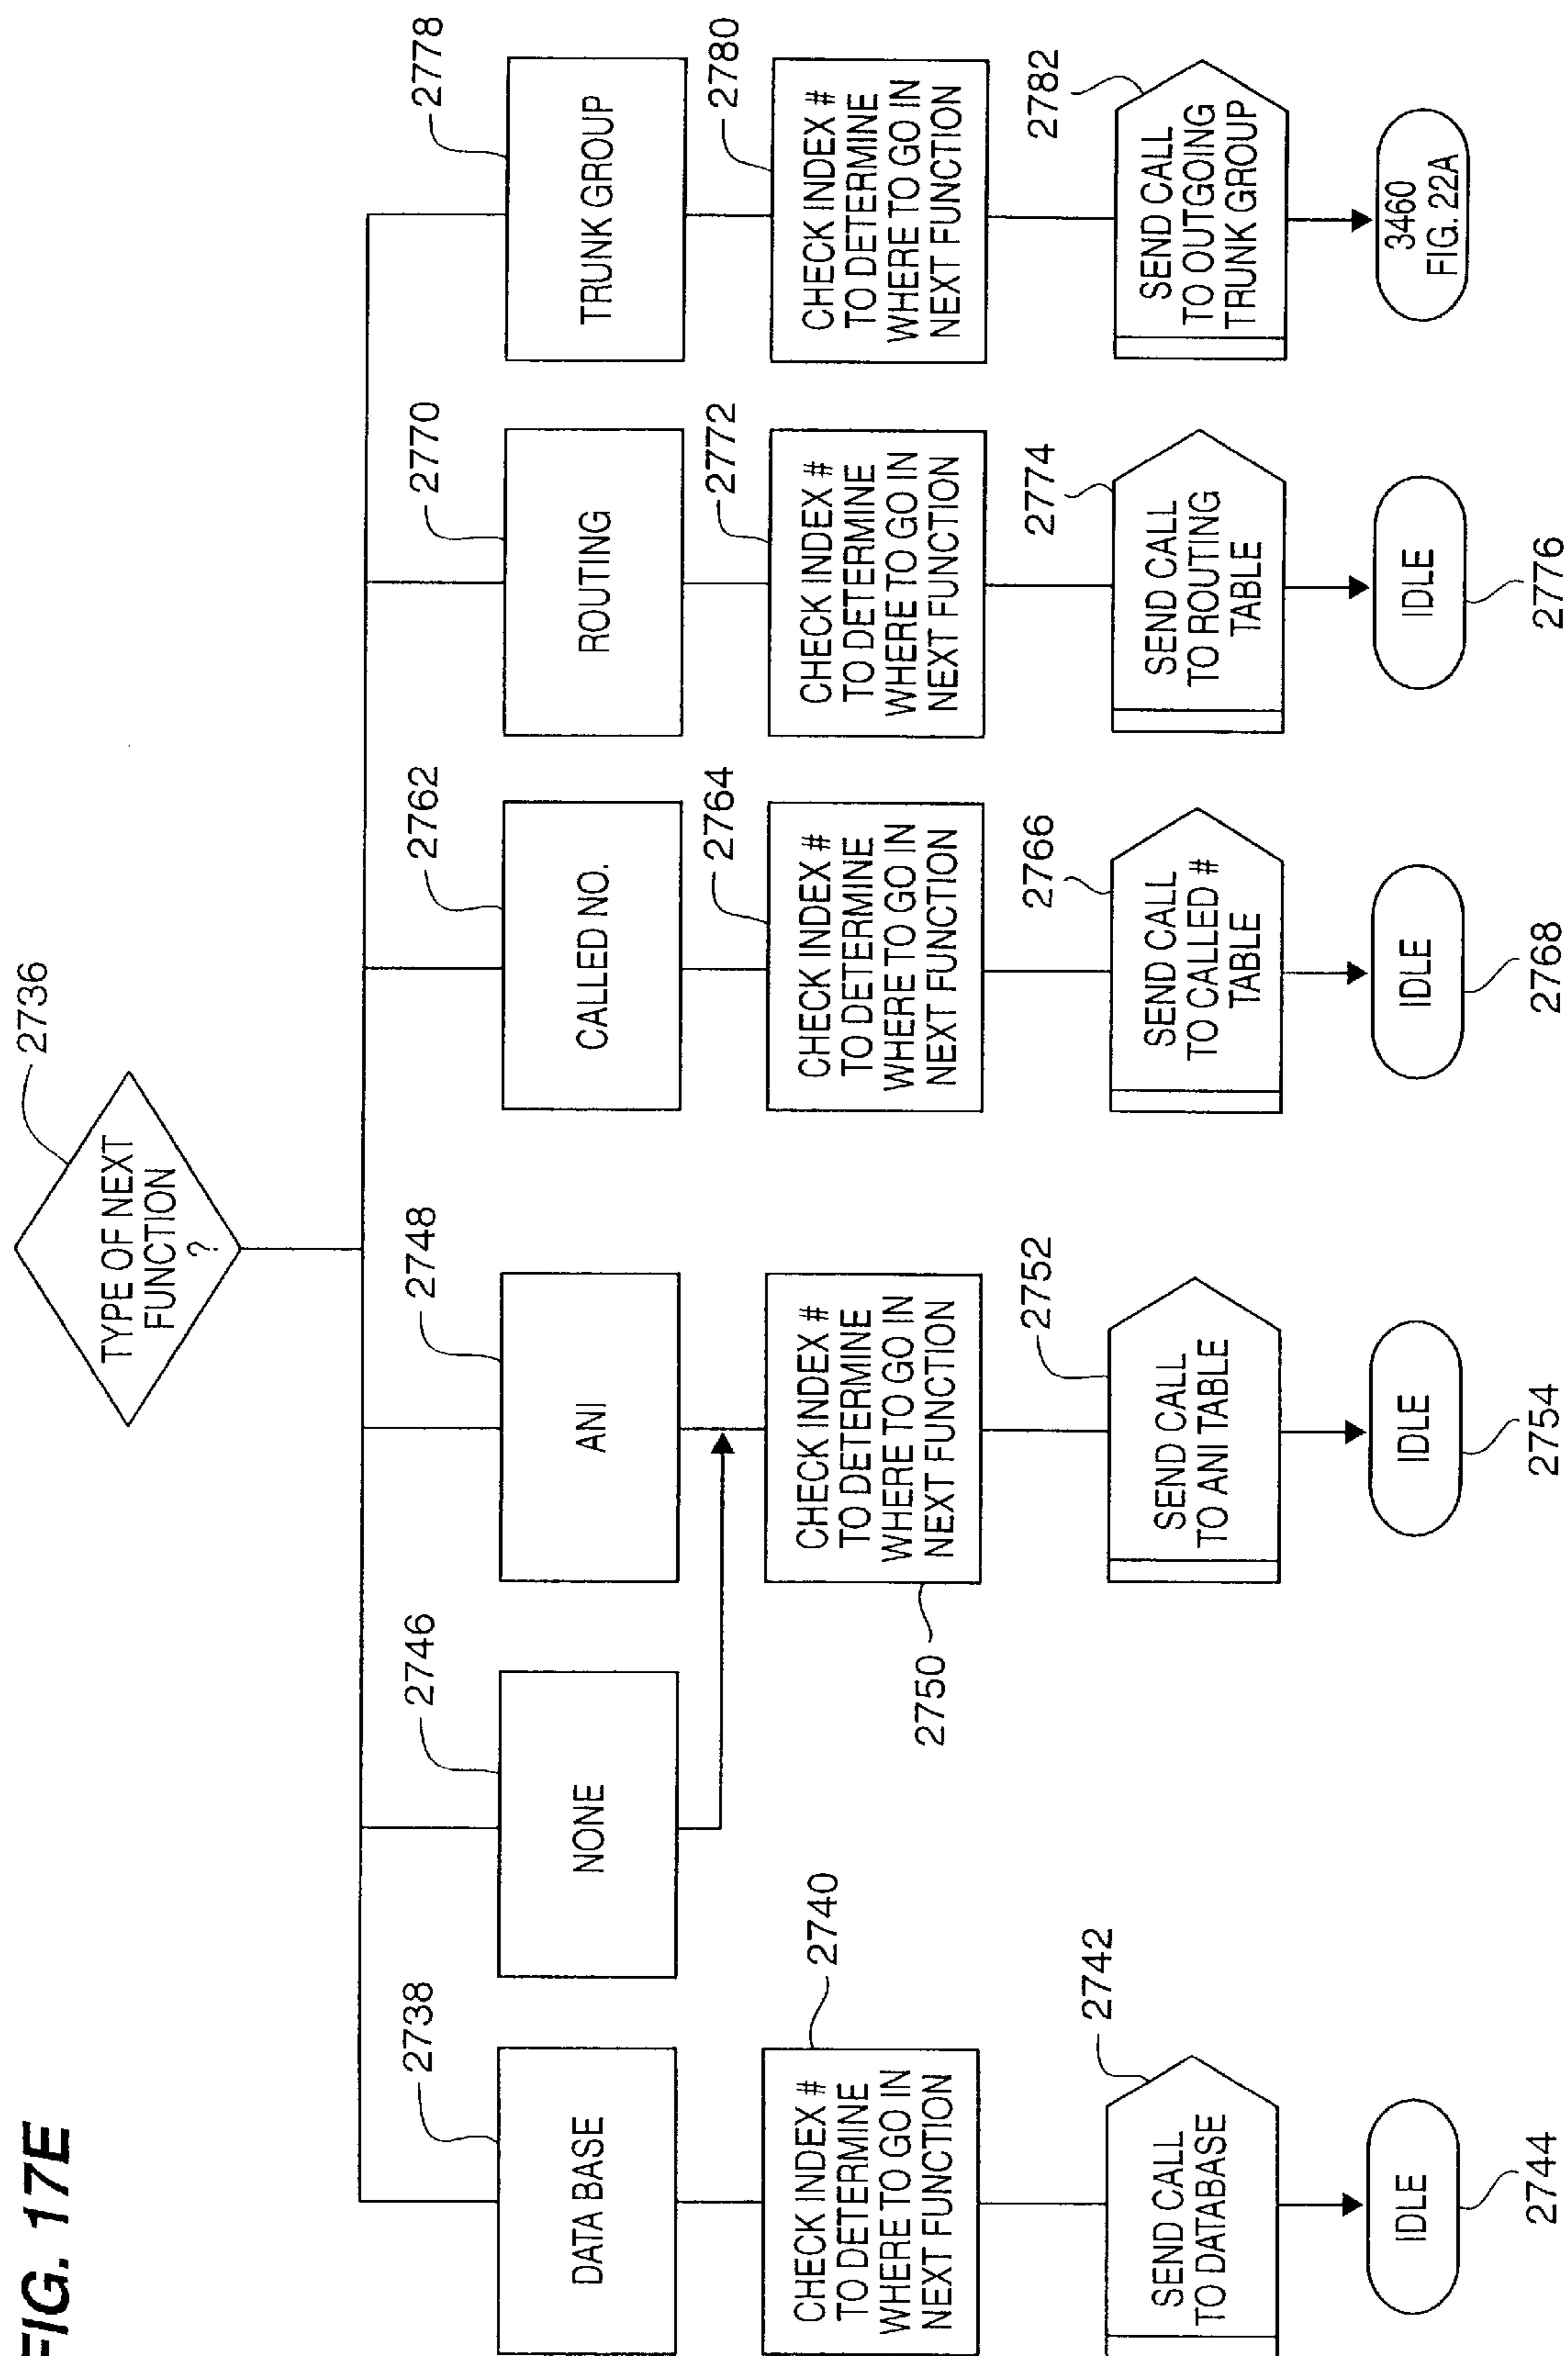 FIG. 17E
2736
TYPE OF NEXT
FUNCTION
?
2738
DATA BASE
2740
CHECK INDEX #
TO DETERMINE
WHERE TO GO IN
NEXT FUNCTION
2742
SEND CALL
TO DATABASE
IDLE
2744
2746
NONE
2748
ANI
2750
CHECK INDEX #
TO DETERMINE
WHERE TO GO IN
NEXT FUNCTION
2752
SEND CALL
TO ANI TABLE
IDLE
2754
2762
CALLED NO.
2764
CHECK INDEX #
TO DETERMINE
WHERE TO GO IN
NEXT FUNCTION
2766
SEND CALL
TO CALLED #
TABLE
IDLE
2768
2770
ROUTING
2772
CHECK INDEX #
TO DETERMINE
WHERE TO GO IN
NEXT FUNCTION
2774
SEND CALL
TO ROUTING
TABLE
IDLE
2776
2778
TRUNK GROUP
2780
CHECK INDEX #
TO DETERMINE
WHERE TO GO IN
NEXT FUNCTION
2782
SEND CALL
TO OUTGOING
TRUNK GROUP
3460
FIG. 22A